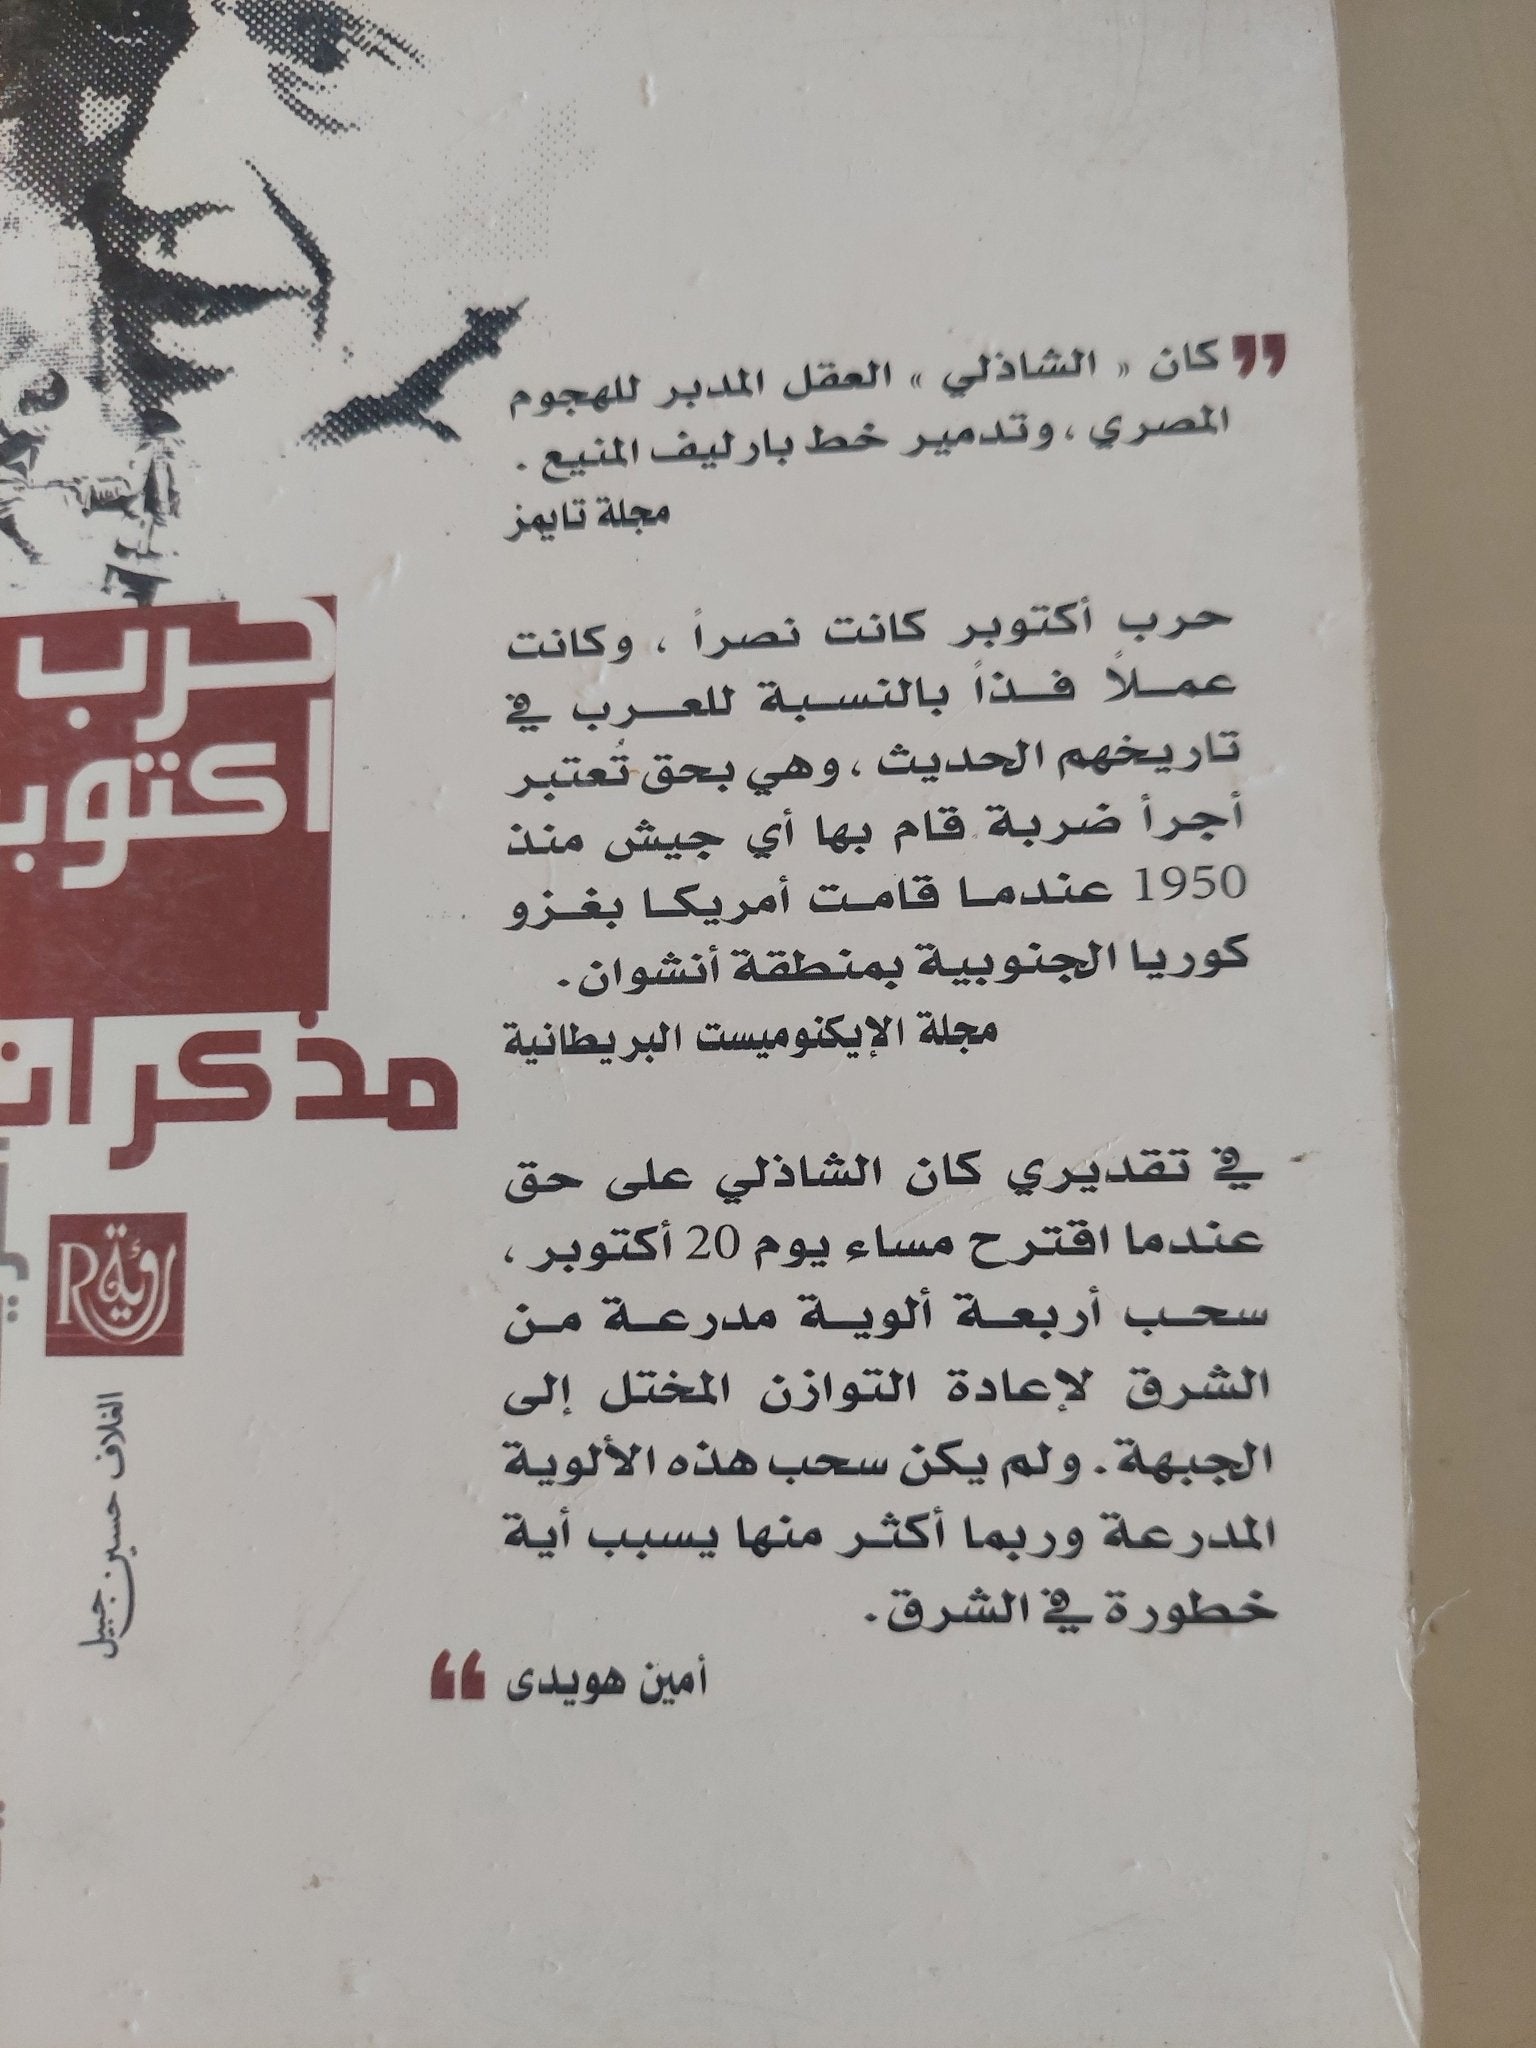 كان « الشاذلي » العقل المدبر للهجوم
المصري ، وتدمير خط بارليف المنيع .
مجلة تايمز
حرب أكتوبر كانت نصراً ، وكانت
عملاً فذاً بالنسبة للعرب في
تاريخهم الحديث ، وهي بحق تُعتبر
أجرأ ضربة قام بها أي جيش منذ
1950 عندما قامت أمريكا بغزو
كوريا الجنوبية بمنطقة أنشوان .
مجلة الإيكنوميست البريطانية
في تقديري كان الشاذلي على حق
عندما اقترح مساء يوم 20 أكتوبر ،
سحب أربعة ألوية مدرعة من
الشرق لإعادة التوازن المختل إلى
الجبهة . ولم يكن سحب هذه الألوية
المدرعة وربما أكثر منها يسبب أية
خطورة في الشرق .
أمين هويدى
حرب
رؤية R
الغلاف حسين جبيل